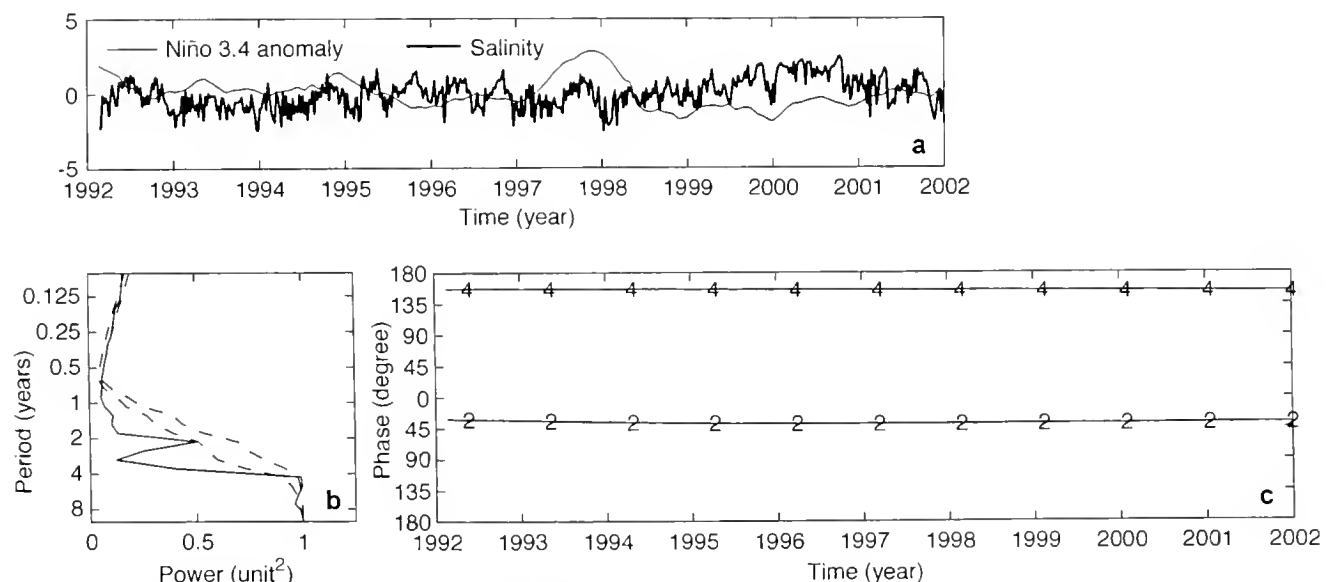 5
Niño 3.4 anomaly
Salinity
0
a
-5
1992 1993 1994 1995 1996 1997 1998 1999 2000 2001 2002
Time (year)
0.125
0.25
0.5
1
2
4
8
Period (years)
b
0 0.5 1
Power (unit²)
180
135
90
45
0
45
90
135
180
Phase (degree)
4 4 4 4 4 4 4 4 4 4 4
2 2 2 2 2 2 2 2 2 2 2
c
1992 1993 1994 1995 1996 1997 1998 1999 2000 2001 2002
Time (year)